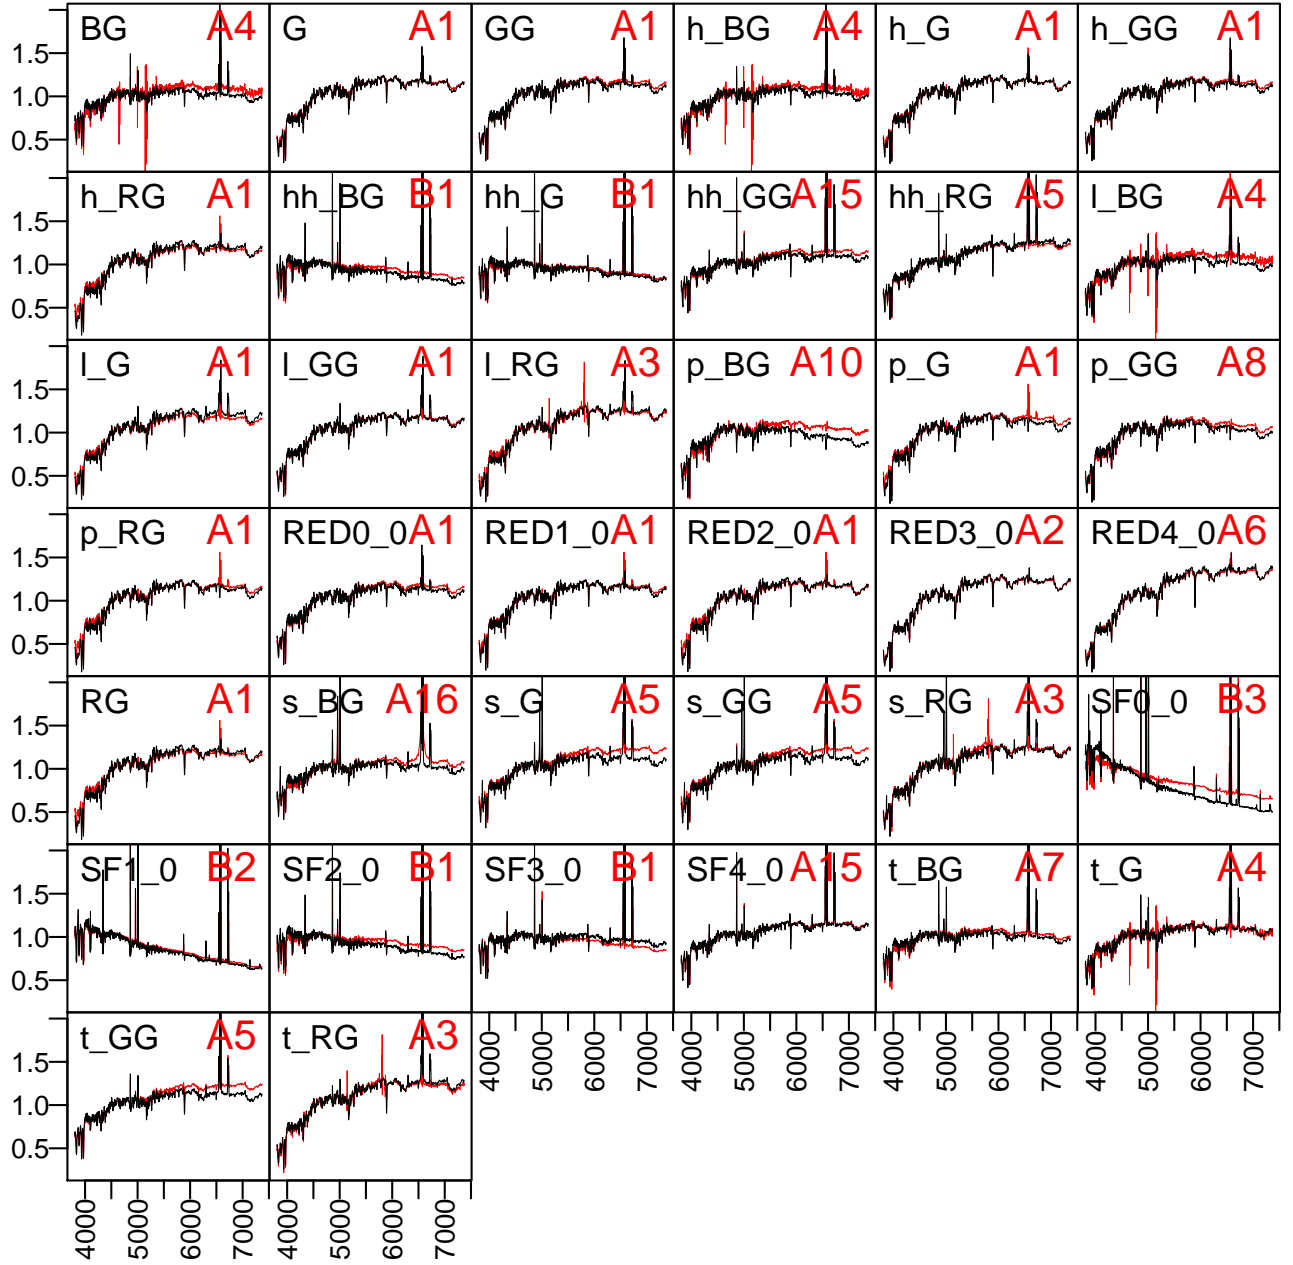 BG A4 G A1 GG A1 h_BG A4 h_G A1 h_GG A1
1.5
1.0
0.5
h_RG A1 hh_BG B1 hh_G B1 hh_GG A15 hh_RG A5 l_BG A4
1.5
1.0
0.5
l_G A1 l_GG A1 l_RG A3 p_BG A10 p_G A1 p_GG A8
1.5
1.0
0.5
p_RG A1 RED0_0 A1 RED1_0 A1 RED2_0 A1 RED3_0 A2 RED4_0 A6
1.5
1.0
0.5
RG A1 s_BG A16 s_G A5 s_GG A5 s_RG A3 SF0_0 B3
1.5
1.0
0.5
SF1_0 B2 SF2_0 B1 SF3_0 B1 SF4_0 A15 t_BG A7 t_G A4
1.5
1.0
0.5
t_GG A5 t_RG A3
1.5
1.0
0.5
4000 5000 6000 7000 4000 5000 6000 7000 4000 5000 6000 7000 4000 5000 6000 7000
4000 5000 6000 7000 4000 5000 6000 7000